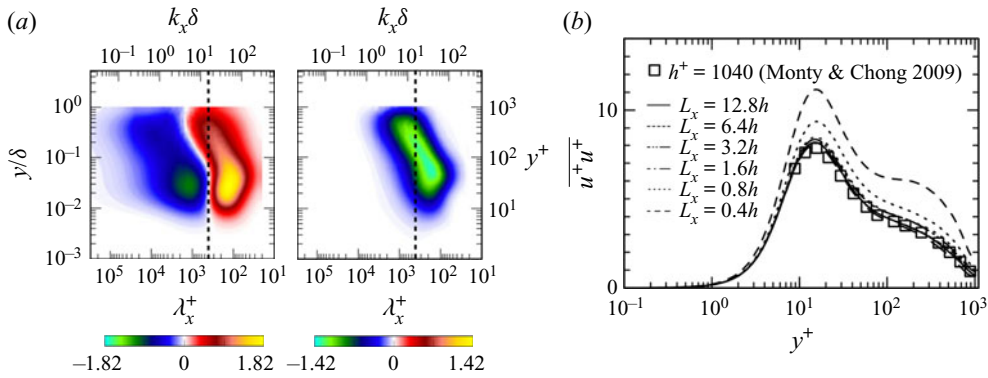 (a)
k_xδ
k_xδ
10^−1 10^0 10^1 10^2
10^−1 10^0 10^1 10^2
10^0
10^−1
10^−2
10^−3
y/δ
10^3
10^2
10^1
y^+
10^5 10^4 10^3 10^2 10^1
10^5 10^4 10^3 10^2 10^1
λ_x^+
λ_x^+
−1.82 0 1.82
−1.42 0 1.42
(b)
h^+ = 1040 (Monty & Chong 2009)
L_x = 12.8h
L_x = 6.4h
L_x = 3.2h
L_x = 1.6h
L_x = 0.8h
L_x = 0.4h
10
0
u^+u^+
10^−1 10^0 10^1 10^2 10^3
y^+